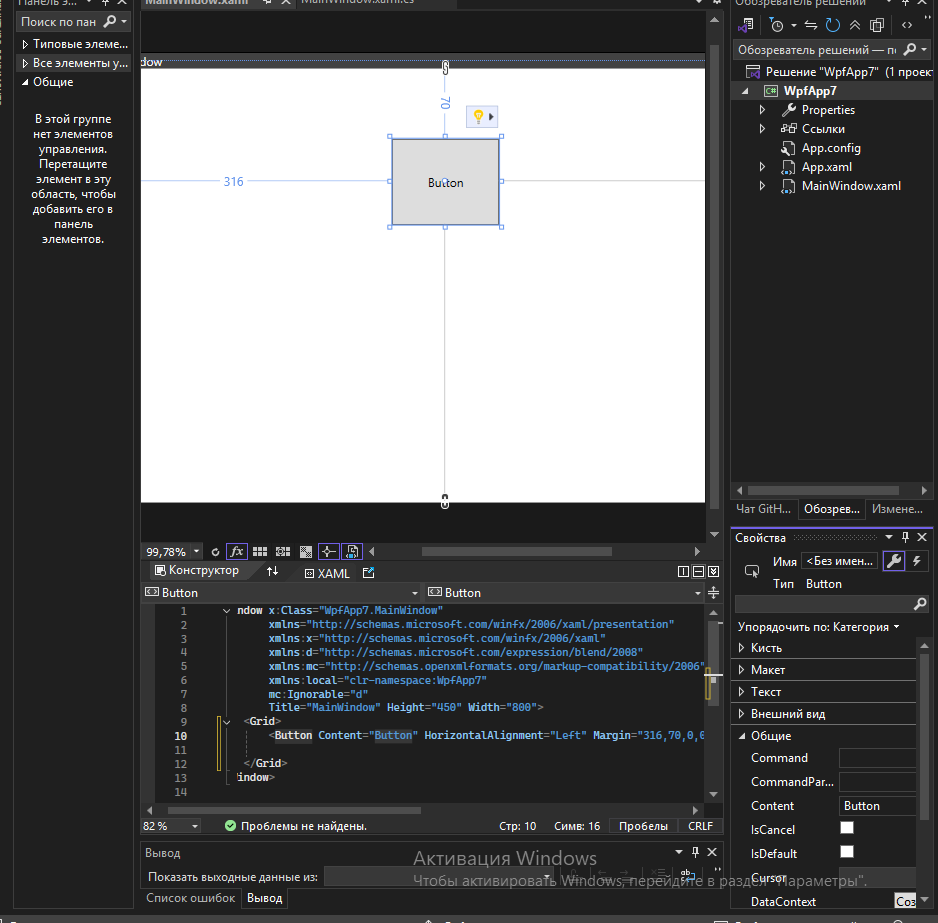 MainWindow.xaml
MainWindow.xaml.cs
Панель э...
Поиск по пан
Типовые элеме...
Все элементы у...
Общие
В этой группе
нет элементов
управления.
Перетащите
элемент в эту
область, чтобы
добавить его в
панель
элементов.
dow
70
316
Button
99,78%
fx
Конструктор
XAML
Button
Button
1 ndow x:Class="WpfApp7.MainWindow"
2 xmlns="http://schemas.microsoft.com/winfx/2006/xaml/presentation"
3 xmlns:x="http://schemas.microsoft.com/winfx/2006/xaml"
4 xmlns:d="http://schemas.microsoft.com/expression/blend/2008"
5 xmlns:mc="http://schemas.openxmlformats.org/markup-compatibility/2006"
6 xmlns:local="clr-namespace:WpfApp7"
7 mc:Ignorable="d"
8 Title="MainWindow" Height="450" Width="800">
9 <Grid>
10 <Button Content="Button" HorizontalAlignment="Left" Margin="316,70,0,0
11
12 </Grid>
13 indow>
14
82 %
Проблемы не найдены.
Стр: 10
Симв: 16
Пробелы
CRLF
Вывод
Показать выходные данные из:
Список ошибок
Вывод
Активация Windows
Чтобы активировать Windows, перейдите в раздел "Параметры".
Обозреватель решений
Обозреватель решений — п
Решение "WpfApp7" (1 проект
C# WpfApp7
Properties
Ссылки
App.config
App.xaml
MainWindow.xaml
Чат GitH...
Обозрев...
Измене...
Свойства
Имя
<Без имен...
Тип
Button
Упорядочить по: Категория
Кисть
Макет
Текст
Внешний вид
Общие
Command
CommandPar...
Content
Button
IsCancel
IsDefault
Cursor
DataContext
Соз